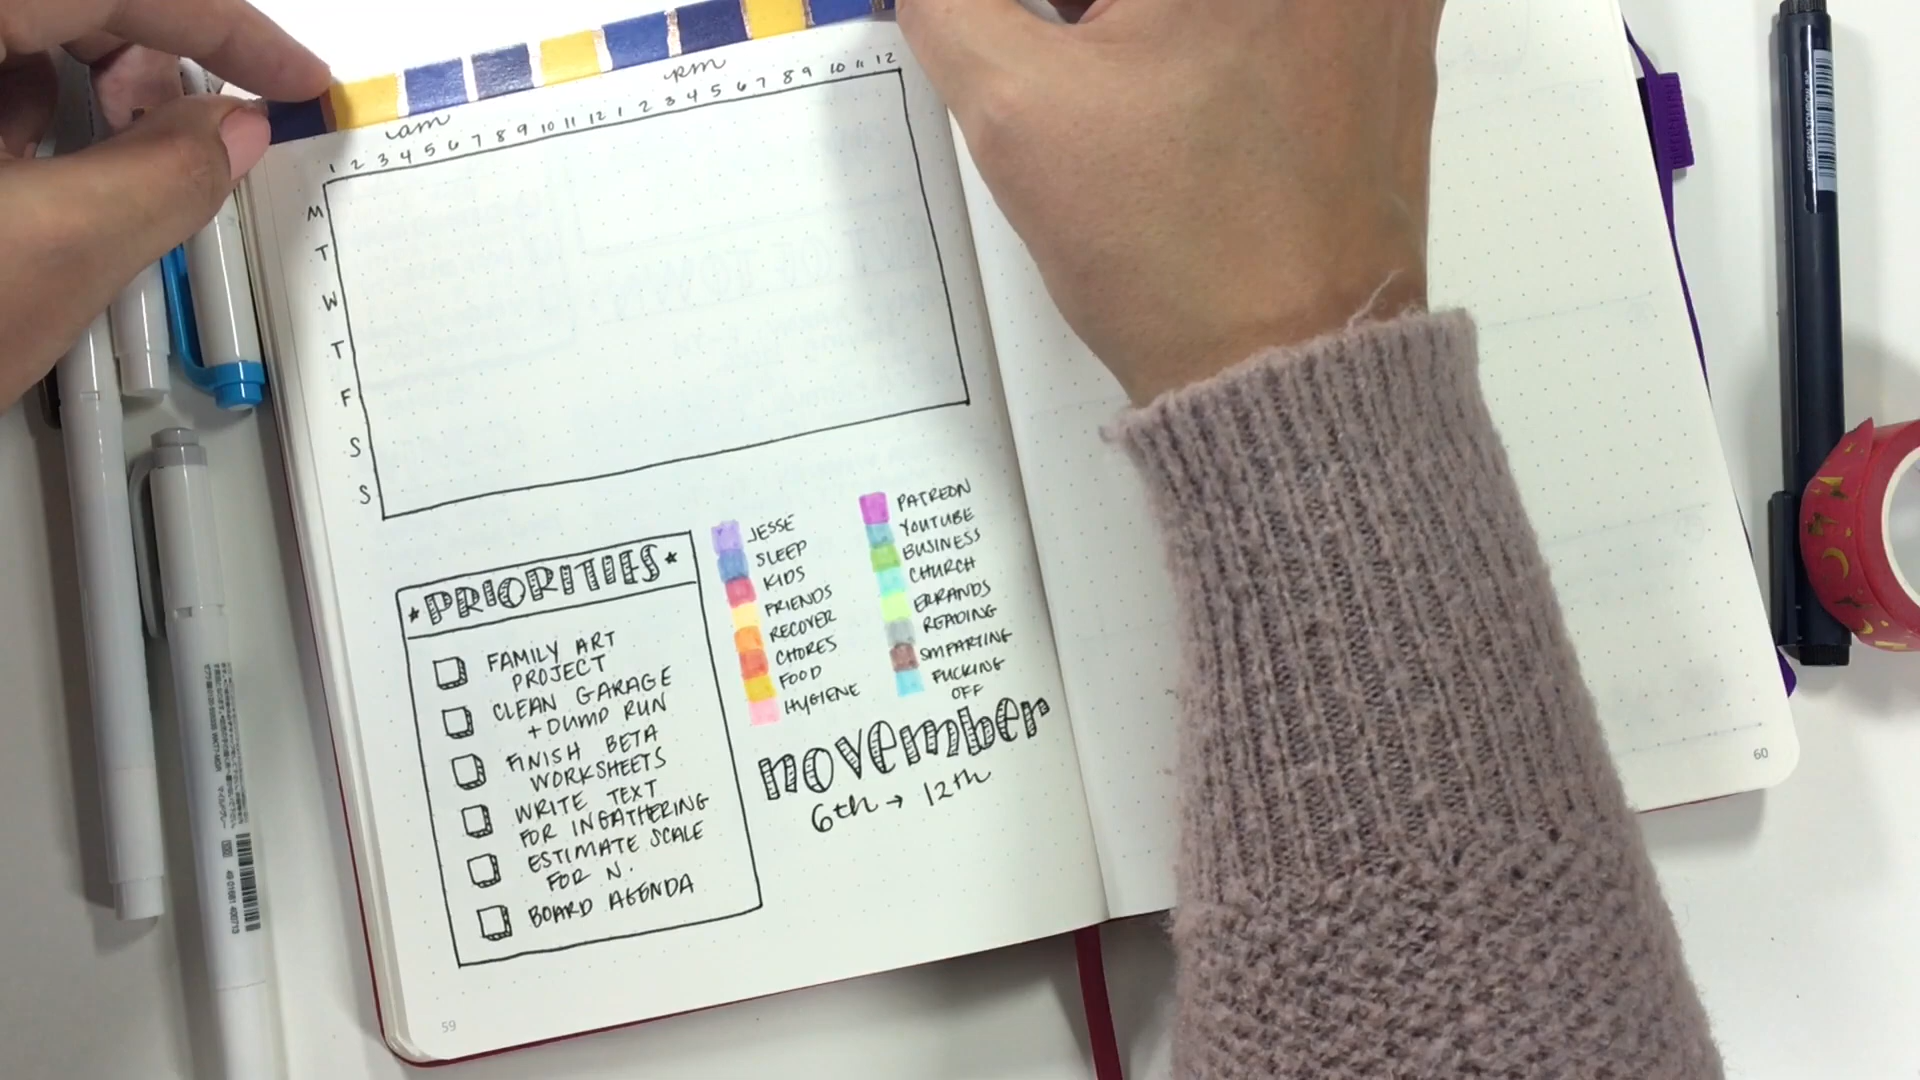 am pm
1 2 3 4 5 6 7 8 9 10 11 12 1 2 3 4 5 6 7 8 9 10 11 12
M
T
W
T
F
S
S
PRIORITIES
FAMILY ART
PROJECT
CLEAN GARAGE
+ DUMP RUN
FINISH BETA
WORKSHEETS
WRITE TEXT
FOR INGATHERING
ESTIMATE SCALE
FOR N.
BOARD AGENDA
JESSE
SLEEP
KIDS
FRIENDS
RECOVER
CHORES
FOOD
HYGIENE
PATREON
YOUTUBE
BUSINESS
CHURCH
ERRANDS
READING
SMPARTING
FUCKING
OFF
november
6th → 12th
59
60